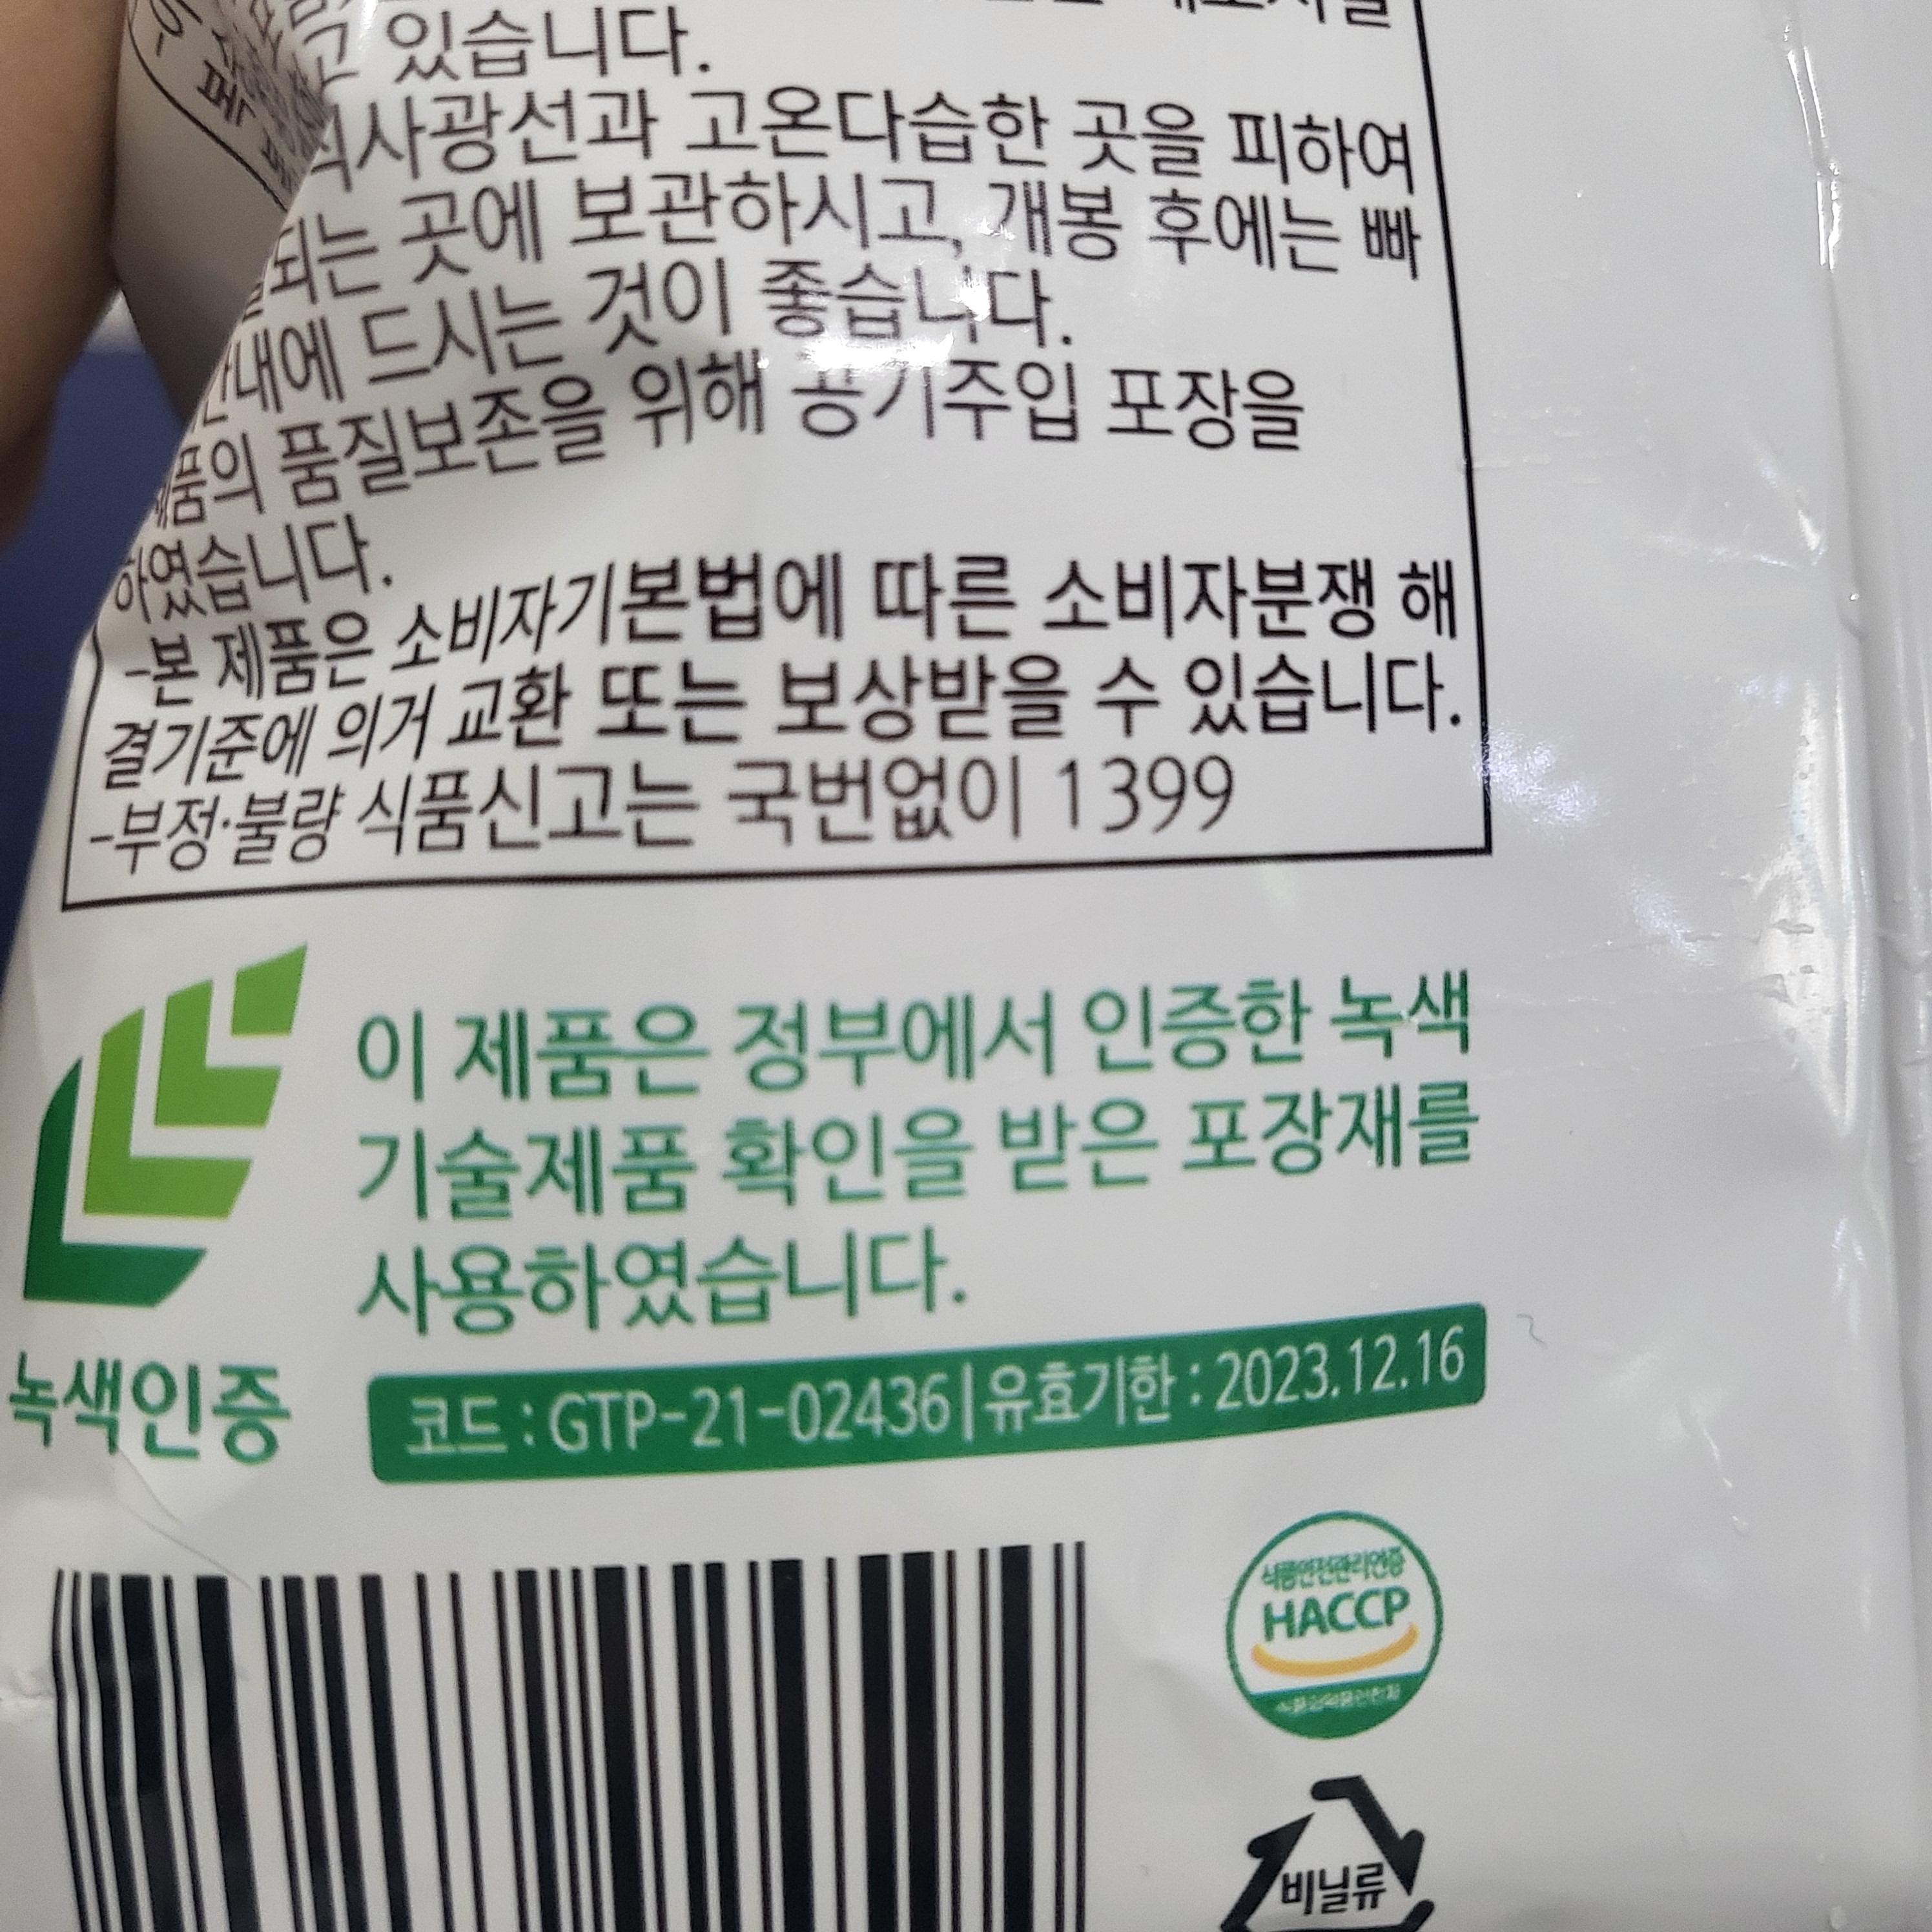 있습니다.
직사광선과 고온다습한 곳을 피하여
되는 곳에 보관하시고, 개봉 후에는 빠
내에 드시는 것이 좋습니다.
제품의 품질보존을 위해 공기주입 포장을
하였습니다.
-본 제품은 소비자기본법에 따른 소비자분쟁 해
결기준에 의거 교환 또는 보상받을 수 있습니다.
-부정·불량 식품신고는 국번없이 1399
이 제품은 정부에서 인증한 녹색
기술제품 확인을 받은 포장재를
사용하였습니다.
녹색인증
코드 : GTP-21-02436 | 유효기한 : 2023.12.16
식품안전관리인증
HACCP
비닐류